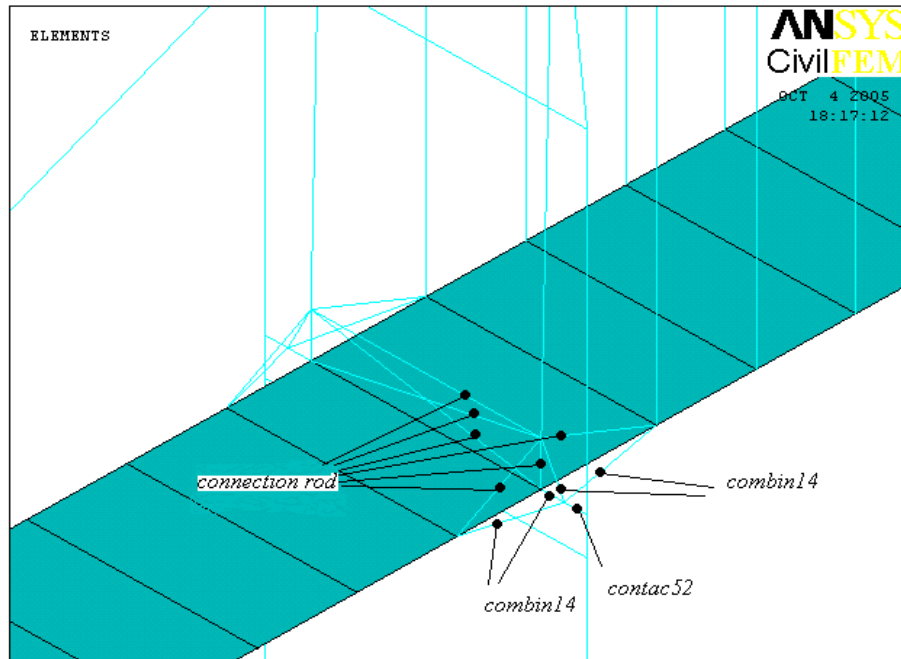 ELEMENTS
ANSYS
CivilFEM
OCT 4 2005
18:17:12
connection rod
combin14
combin14
contac52